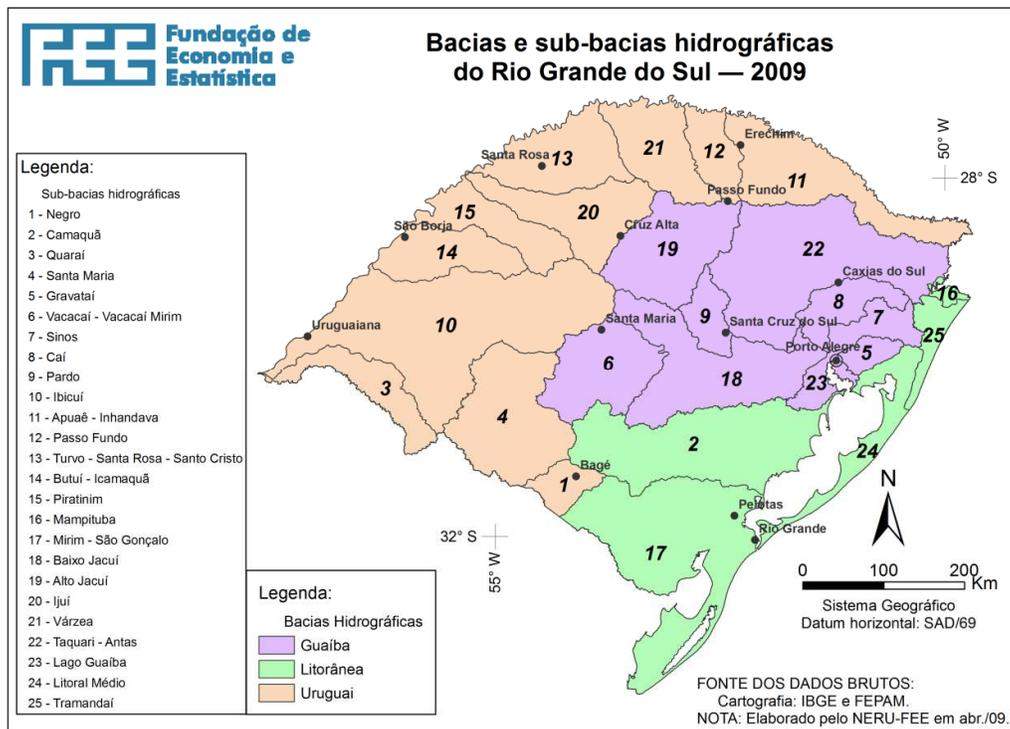 FEE
Fundação de
Economia e
Estatística
Bacias e sub-bacias hidrográficas
do Rio Grande do Sul — 2009
Legenda:
Sub-bacias hidrográficas
1 - Negro
2 - Camaquã
3 - Quaraí
4 - Santa Maria
5 - Gravataí
6 - Vacacaí - Vacacaí Mirim
7 - Sinos
8 - Caí
9 - Pardo
10 - Ibicuí
11 - Apuaê - Inhandava
12 - Passo Fundo
13 - Turvo - Santa Rosa - Santo Cristo
14 - Butuí - Icamaquã
15 - Piratinim
16 - Mampituba
17 - Mirim - São Gonçalo
18 - Baixo Jacuí
19 - Alto Jacuí
20 - Ijuí
21 - Várzea
22 - Taquari - Antas
23 - Lago Guaíba
24 - Litoral Médio
25 - Tramandaí
50° W
28° S
Erechim
21
12
Santa Rosa
13
11
Passo Fundo
15
20
São Borja
Cruz Alta
14
19
22
Caxias do Sul
16
8
Uruguaiana
10
Santa Maria
9
Santa Cruz do Sul
7
25
Porto Alegre
5
6
18
23
3
4
2
24
Bagé
1
Pelotas
Rio Grande
17
N
32° S
55° W
0 100 200
Km
Sistema Geográfico
Datum horizontal: SAD/69
Legenda:
Bacias Hidrográficas
Guaíba
Litorânea
Uruguai
FONTE DOS DADOS BRUTOS:
Cartografia: IBGE e FEPAM.
NOTA: Elaborado pelo NERU-FEE em abr./09.